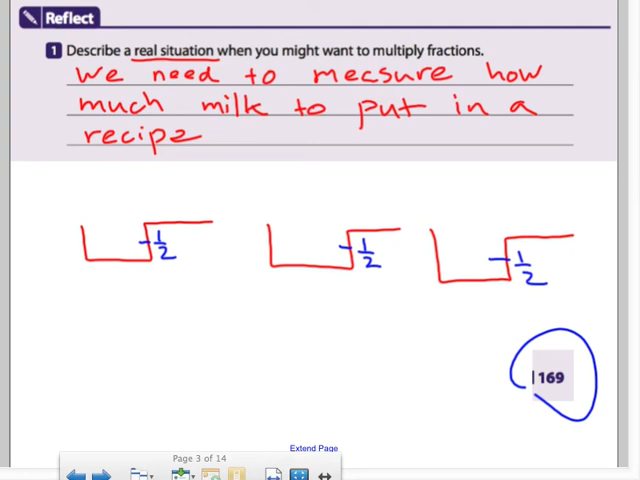 Reflect
1 Describe a real situation when you might want to multiply fractions.
We need to measure how
much milk to put in a
recipe
1/2 1/2 1/2
169
Extend Page
Page 3 of 14